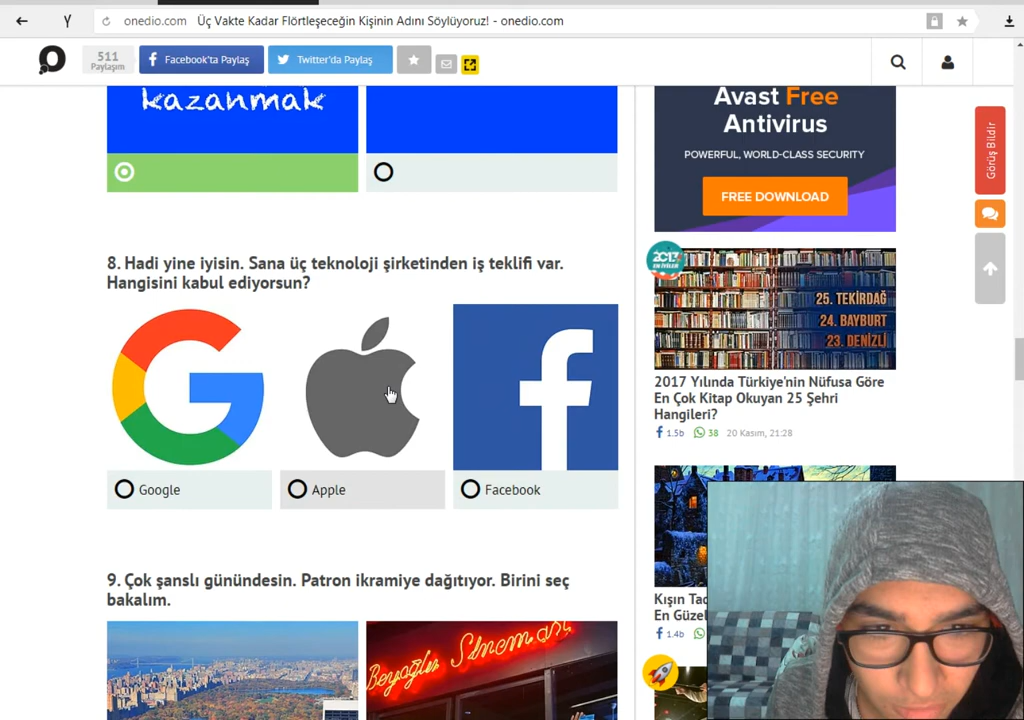 onedio.com Üç Vakte Kadar Flörtleşeceğin Kişinin Adını Söylüyoruz! - onedio.com
511
Paylaşım
Facebook'ta Paylaş
Twitter'da Paylaş
kazanmak
Avast Free
Antivirus
POWERFUL, WORLD-CLASS SECURITY
FREE DOWNLOAD
Görüş Bildir
8. Hadi yine iyisin. Sana üç teknoloji şirketinden iş teklifi var.
Hangisini kabul ediyorsun?
Google
Apple
Facebook
2017
25. TEKİRDAĞ
24. BAYBURT
23. DENİZLİ
2017 Yılında Türkiye'nin Nüfusa Göre
En Çok Kitap Okuyan 25 Şehri
Hangileri?
1.5b 38 20 Kasım, 21:28
9. Çok şanslı günündesin. Patron ikramiye dağıtıyor. Birini seç
bakalım.
Beyoğlu Sineması
Kışın
En
1.4b